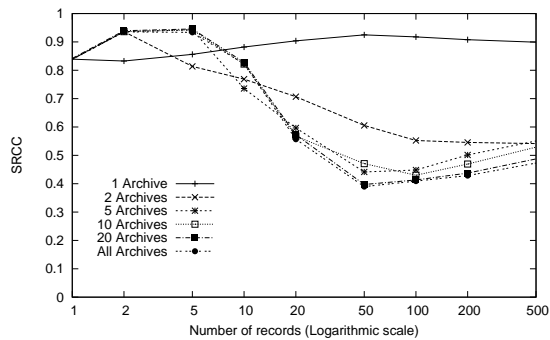 1
0.9
0.8
0.7
0.6
0.5
0.4
0.3
0.2
0.1
0
SRCC
1 Archive
2 Archives
5 Archives
10 Archives
20 Archives
All Archives
1 2 5 10 20 50 100 200 500
Number of records (Logarithmic scale)